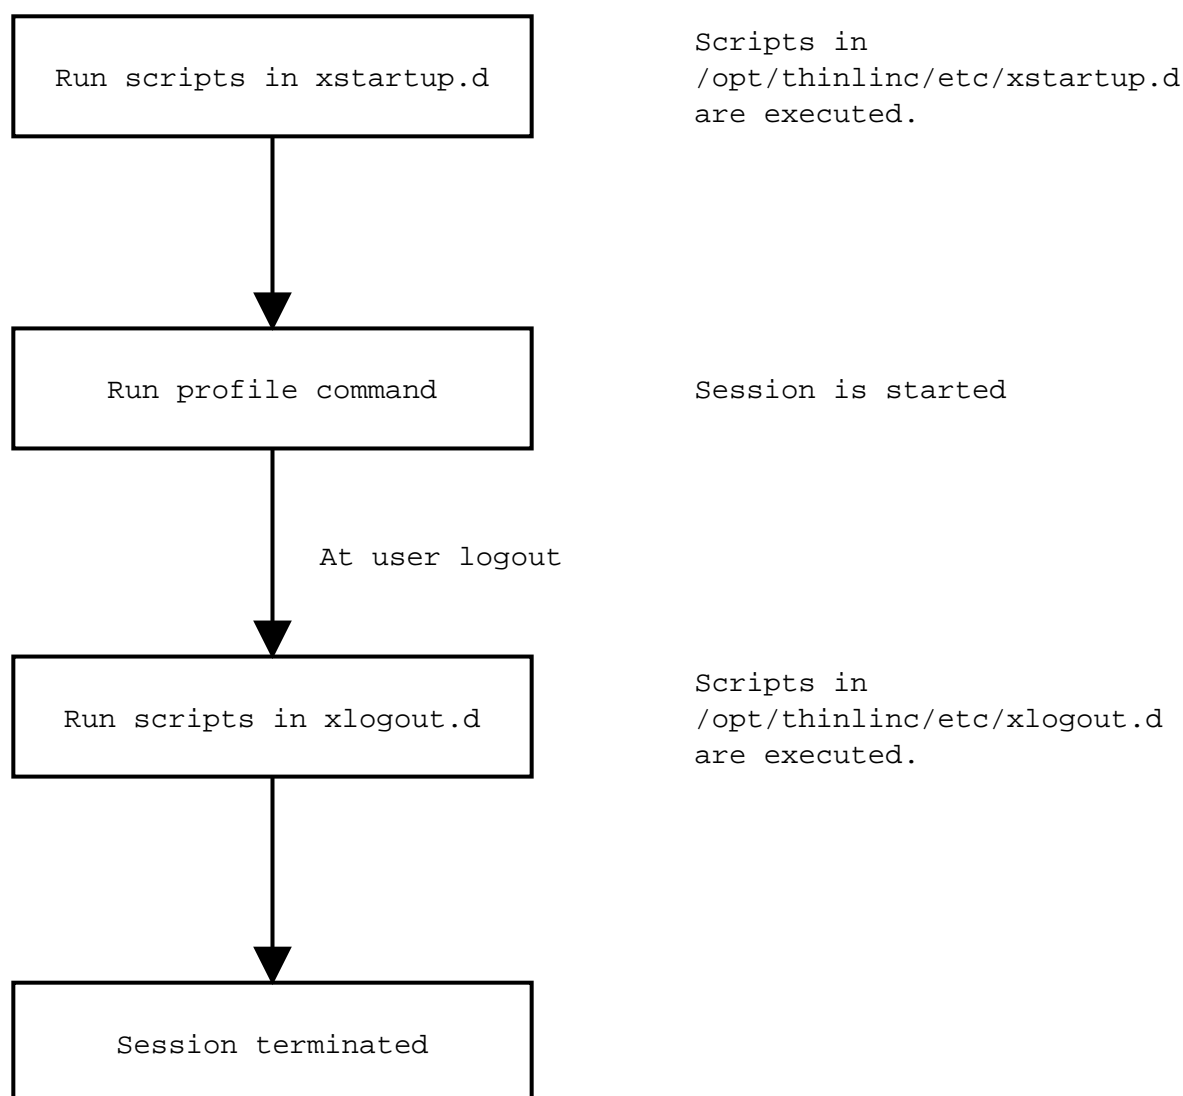 Run scripts in xstartup.d
Scripts in
/opt/thinlinc/etc/xstartup.d
are executed.
Run profile command
Session is started
At user logout
Run scripts in xlogout.d
Scripts in
/opt/thinlinc/etc/xlogout.d
are executed.
Session terminated